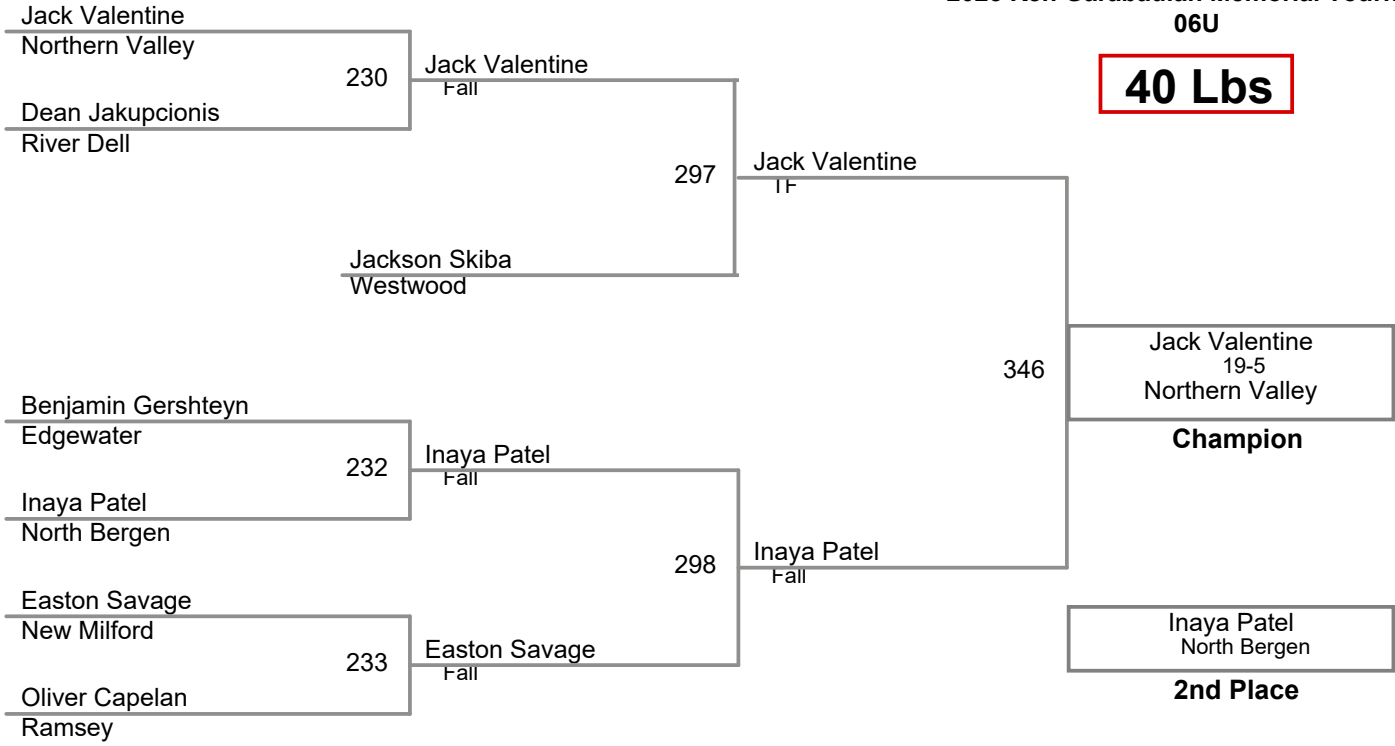 06U
40 Lbs
Jack Valentine
Northern Valley
230
Dean Jakupcionis
River Dell
Jack Valentine
Fall
297
Jackson Skiba
Westwood
Jack Valentine
TF
Benjamin Gershteyn
Edgewater
232
Inaya Patel
North Bergen
Inaya Patel
Fall
298
Easton Savage
New Milford
233
Oliver Capelan
Ramsey
Easton Savage
Fall
Inaya Patel
Fall
346
Jack Valentine
19-5
Northern Valley
Champion
Inaya Patel
North Bergen
2nd Place